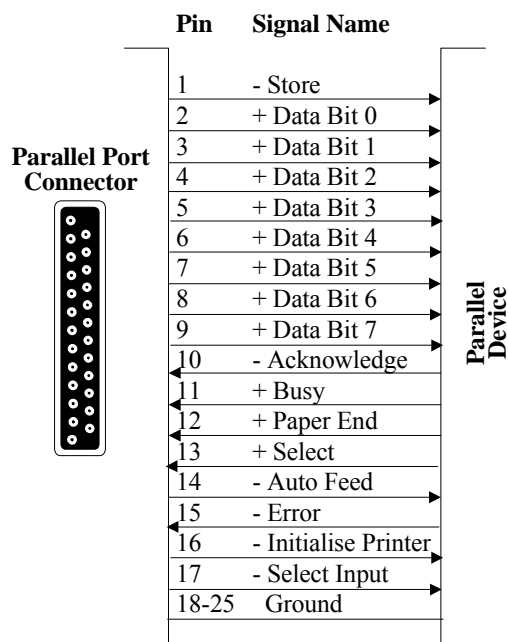 Pin Signal Name
1 - Store
2 + Data Bit 0
3 + Data Bit 1
4 + Data Bit 2
5 + Data Bit 3
6 + Data Bit 4
7 + Data Bit 5
8 + Data Bit 6
9 + Data Bit 7
10 - Acknowledge
11 + Busy
12 + Paper End
13 + Select
14 - Auto Feed
15 - Error
16 - Initialise Printer
17 - Select Input
18-25 Ground
Parallel Port
Connector
Parallel
Device